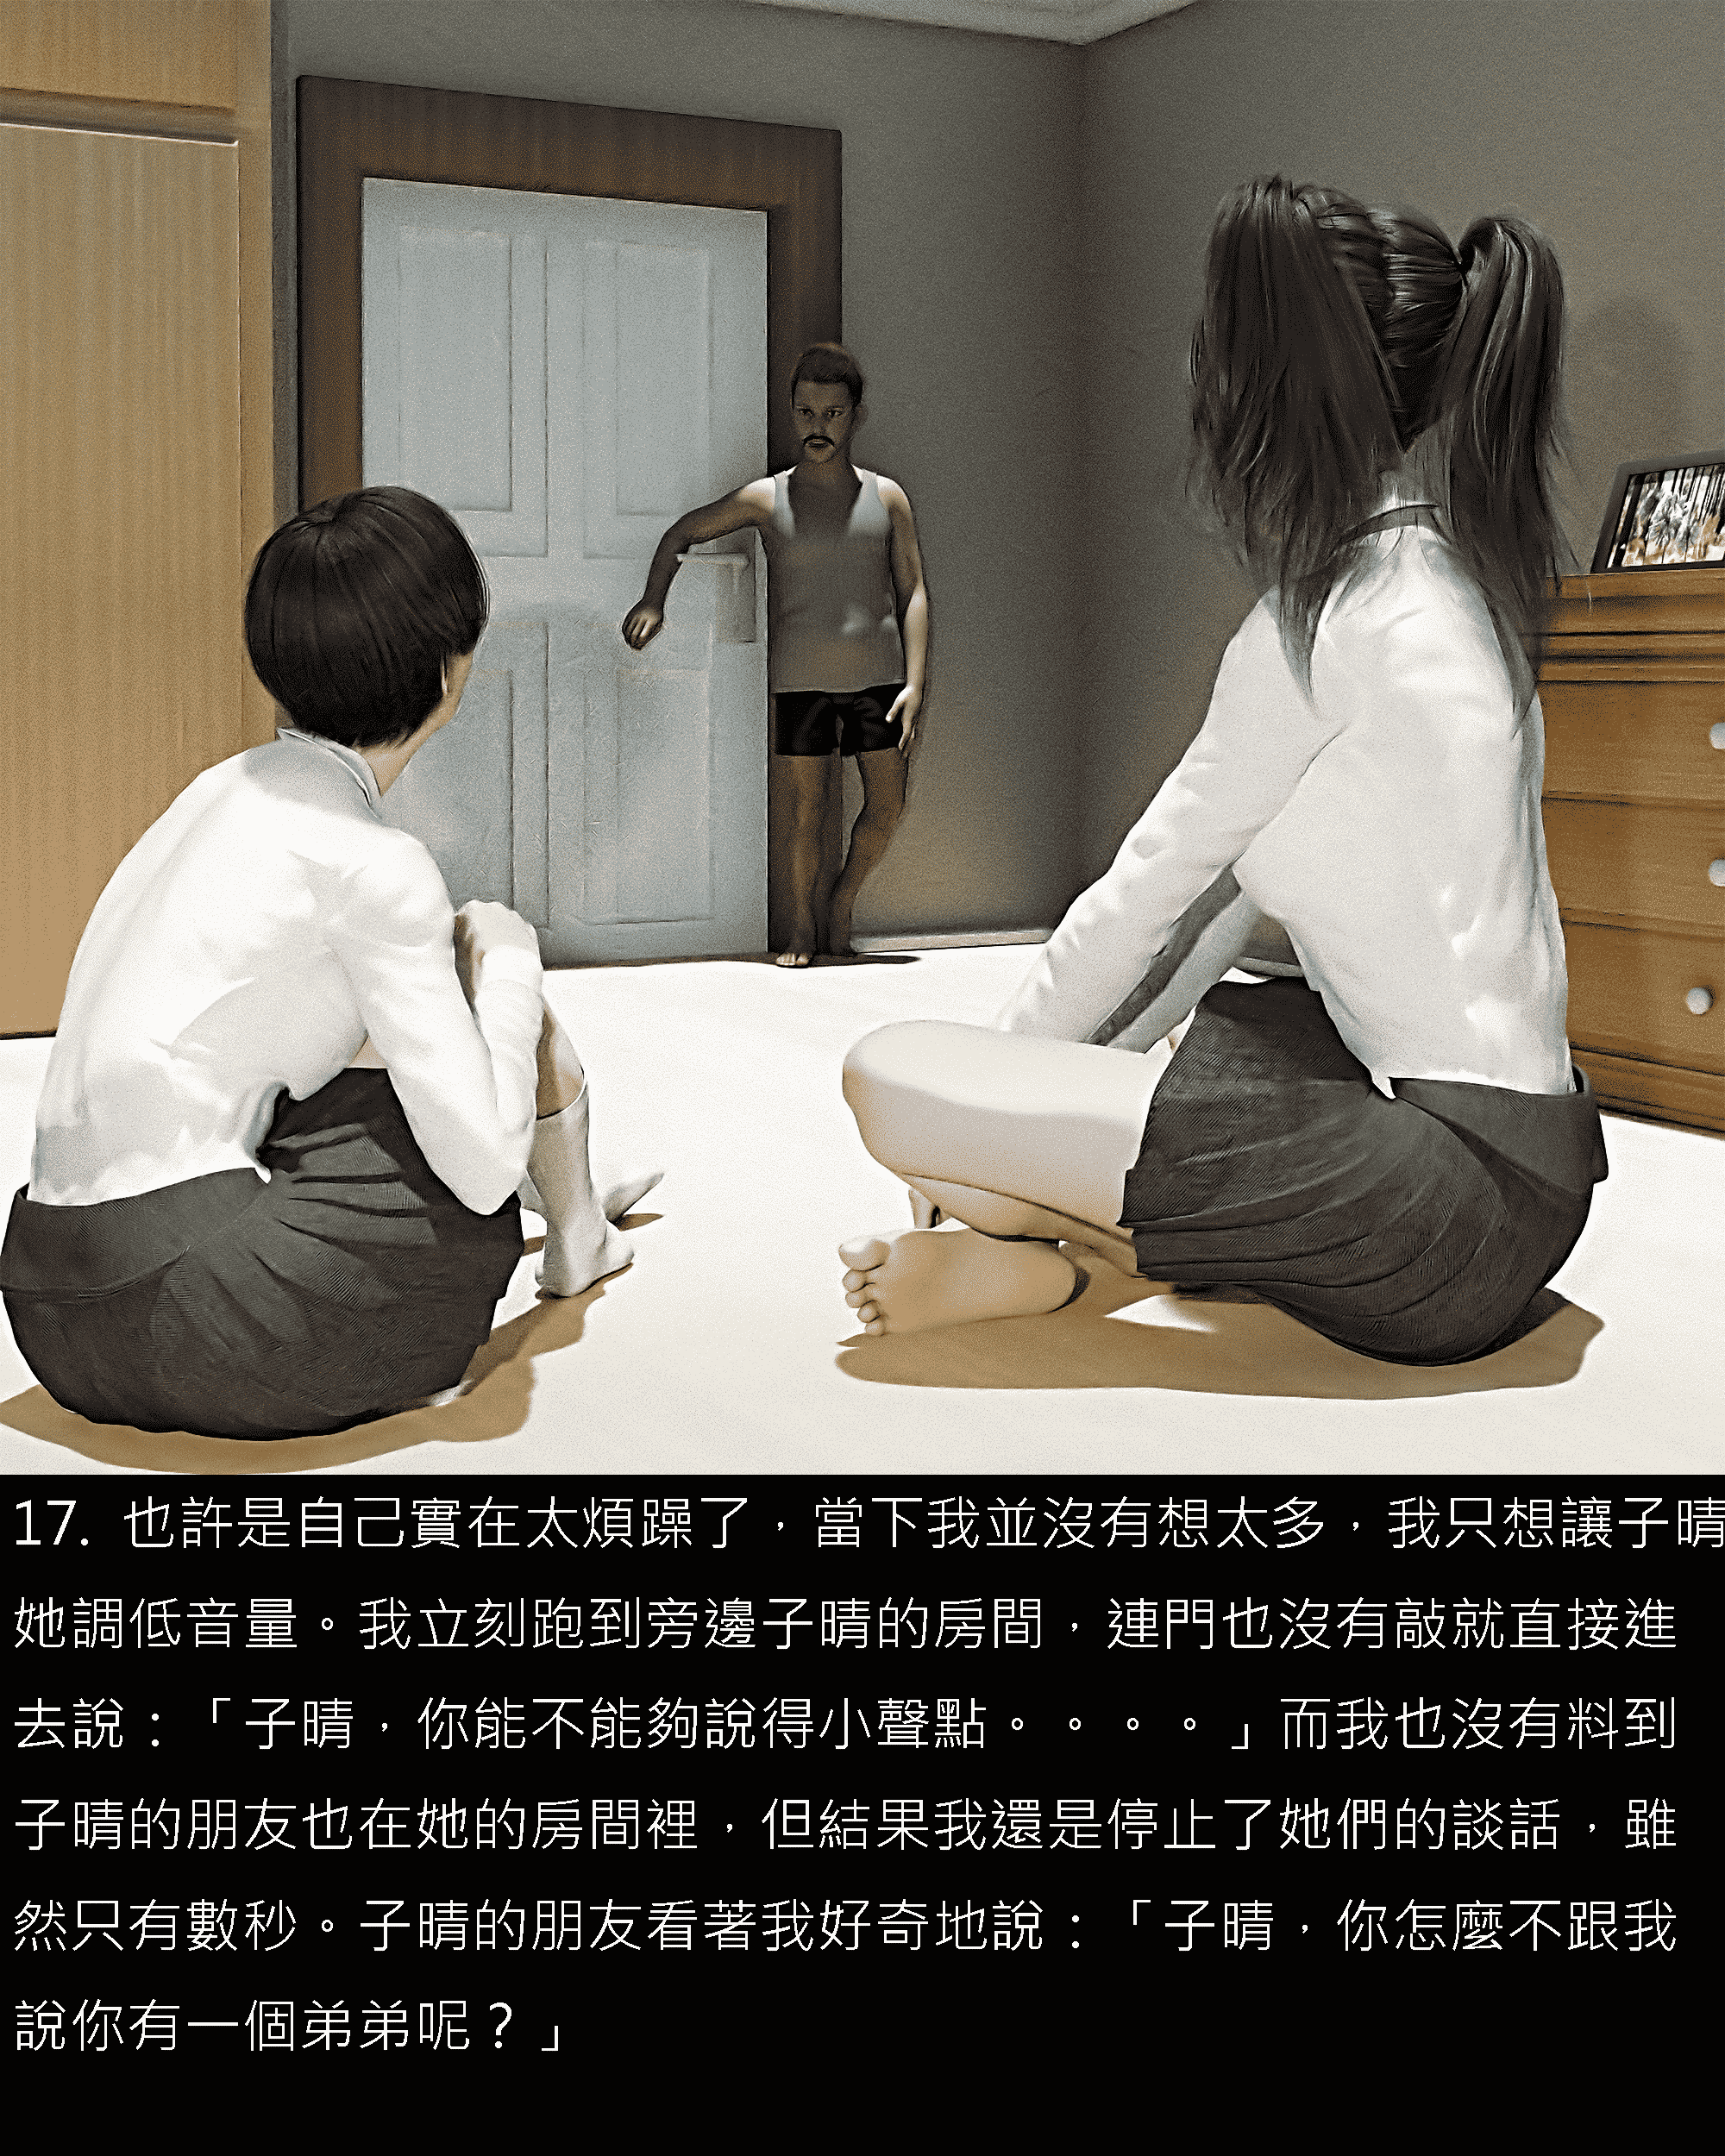 17. 也許是自己實在太煩躁了，當下我並沒有想太多，我只想讓子晴
她調低音量。我立刻跑到旁邊子晴的房間，連門也沒有敲就直接進
去說：「子晴，你能不能夠說得小聲點。。。。」而我也沒有料到
子晴的朋友也在她的房間裡，但結果我還是停止了她們的談話，雖
然只有數秒。子晴的朋友看著我好奇地說：「子晴，你怎麼不跟我
說你有一個弟弟呢？」